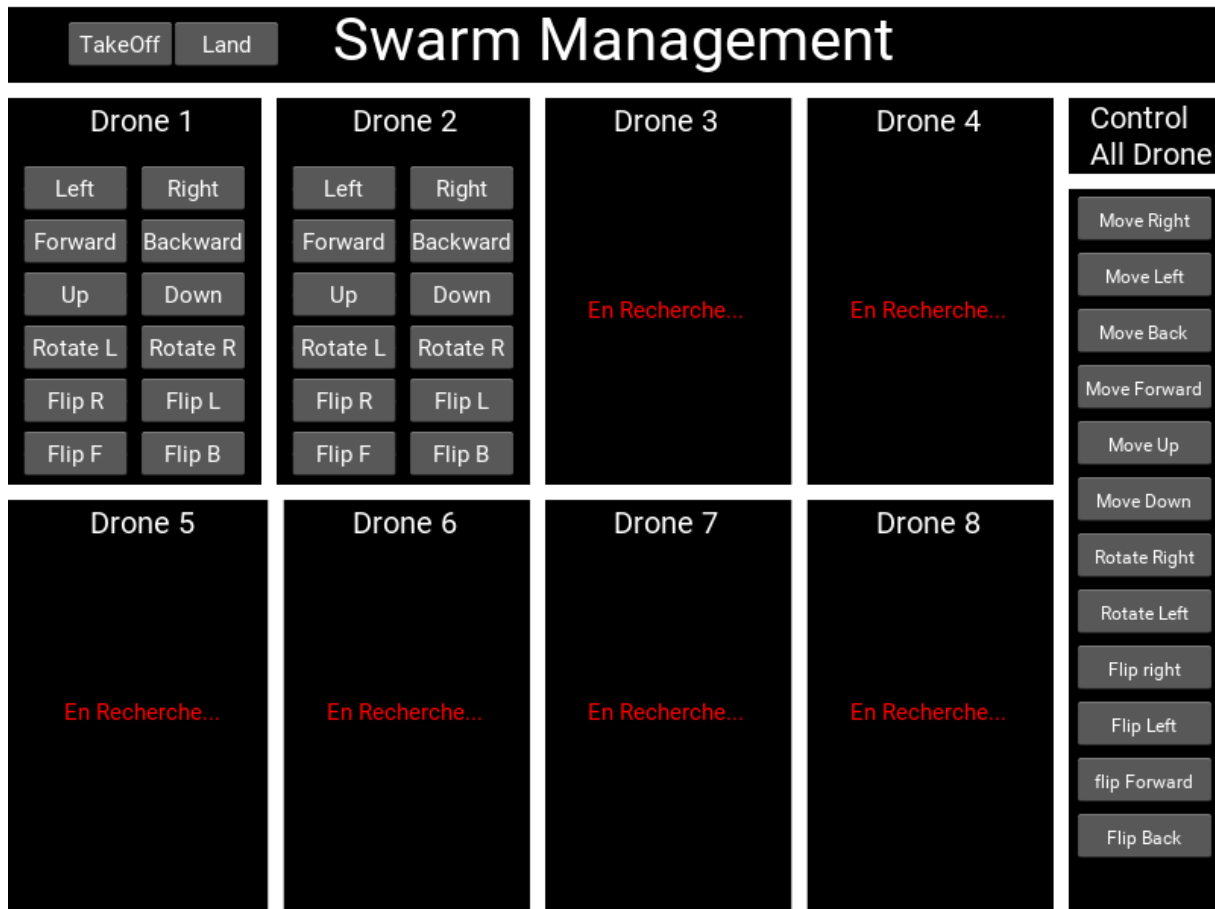 TakeOff Land Swarm Management
Drone 1
Left Right
Forward Backward
Up Down
Rotate L Rotate R
Flip R Flip L
Flip F Flip B
Drone 2
Left Right
Forward Backward
Up Down
Rotate L Rotate R
Flip R Flip L
Flip F Flip B
Drone 3
En Recherche...
Drone 4
En Recherche...
Drone 5
En Recherche...
Drone 6
En Recherche...
Drone 7
En Recherche...
Drone 8
En Recherche...
Control
All Drone
Move Right
Move Left
Move Back
Move Forward
Move Up
Move Down
Rotate Right
Rotate Left
Flip right
Flip Left
flip Forward
Flip Back